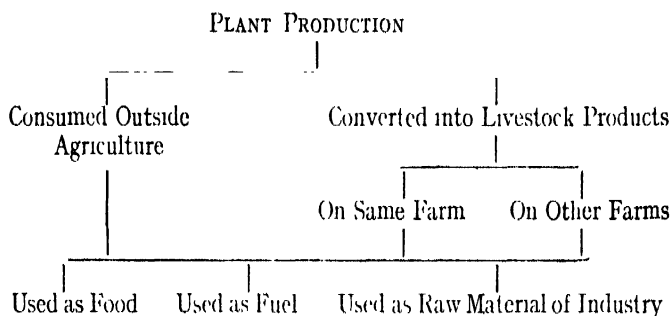 PLANT PRODUCTION
Consumed Outside
Agriculture
Converted into Livestock Products
On Same Farm
On Other Farms
Used as Food
Used as Fuel
Used as Raw Material of Industry